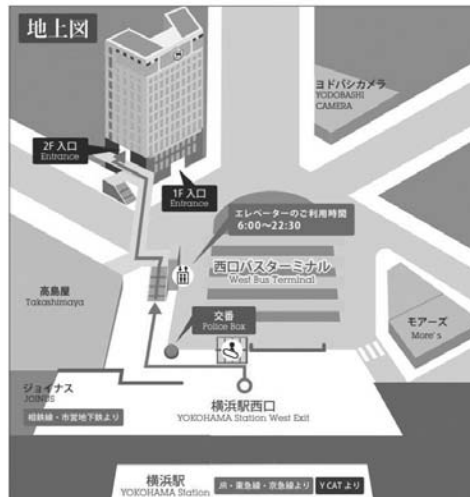 地上図
ヨドバシカメラ
YODOBASHI
CAMERA
2F 入口
Entrance
1F 入口
Entrance
エレベーターのご利用時間
6:00〜22:30
西口バスターミナル
West Bus Terminal
高島屋
Takashimaya
交番
Police Box
モアーズ
More's
ジョイナス
JOINUS
相鉄線・市営地下鉄より
横浜駅西口
YOKOHAMA Station West Exit
横浜駅
YOKOHAMA Station
JR・東急線・京急線より
YCATより